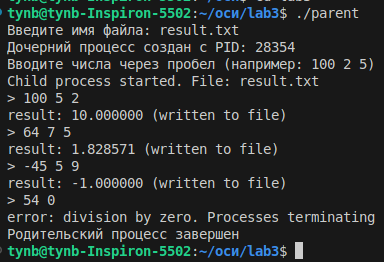 tynb@tynb-Inspiron-5502:~/оси/lab3$ ./parent
Введите имя файла: result.txt
Дочерний процесс создан с PID: 28354
Вводите числа через пробел (например: 100 2 5)
Child process started. File: result.txt
> 100 5 2
result: 10.000000 (written to file)
> 64 7 5
result: 1.828571 (written to file)
> -45 5 9
result: -1.000000 (written to file)
> 54 0
error: division by zero. Processes terminating
Родительский процесс завершен
tynb@tynb-Inspiron-5502:~/оси/lab3$